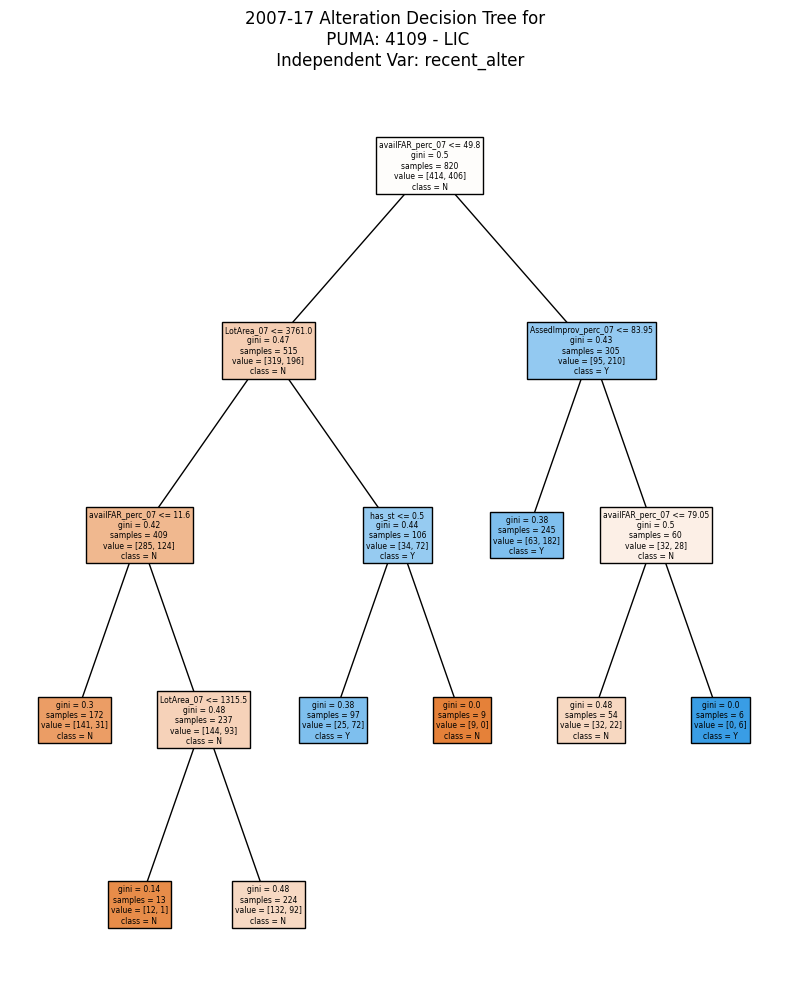 2007-17 Alteration Decision Tree for
PUMA: 4109 - LIC
Independent Var: recent_alter
availFAR_perc_07 <= 49.8
gini = 0.5
samples = 820
value = [414, 406]
class = N
LotArea_07 <= 3761.0
gini = 0.47
samples = 515
value = [319, 196]
class = N
AssedImprov_perc_07 <= 83.95
gini = 0.43
samples = 305
value = [95, 210]
class = Y
availFAR_perc_07 <= 11.6
gini = 0.42
samples = 409
value = [285, 124]
class = N
has_st <= 0.5
gini = 0.44
samples = 106
value = [34, 72]
class = Y
gini = 0.38
samples = 245
value = [63, 182]
class = Y
availFAR_perc_07 <= 79.05
gini = 0.5
samples = 60
value = [32, 28]
class = N
gini = 0.3
samples = 172
value = [141, 31]
class = N
LotArea_07 <= 1315.5
gini = 0.48
samples = 237
value = [144, 93]
class = N
gini = 0.38
samples = 97
value = [25, 72]
class = Y
gini = 0.0
samples = 9
value = [9, 0]
class = N
gini = 0.48
samples = 54
value = [32, 22]
class = N
gini = 0.0
samples = 6
value = [0, 6]
class = Y
gini = 0.14
samples = 13
value = [12, 1]
class = N
gini = 0.48
samples = 224
value = [132, 92]
class = N